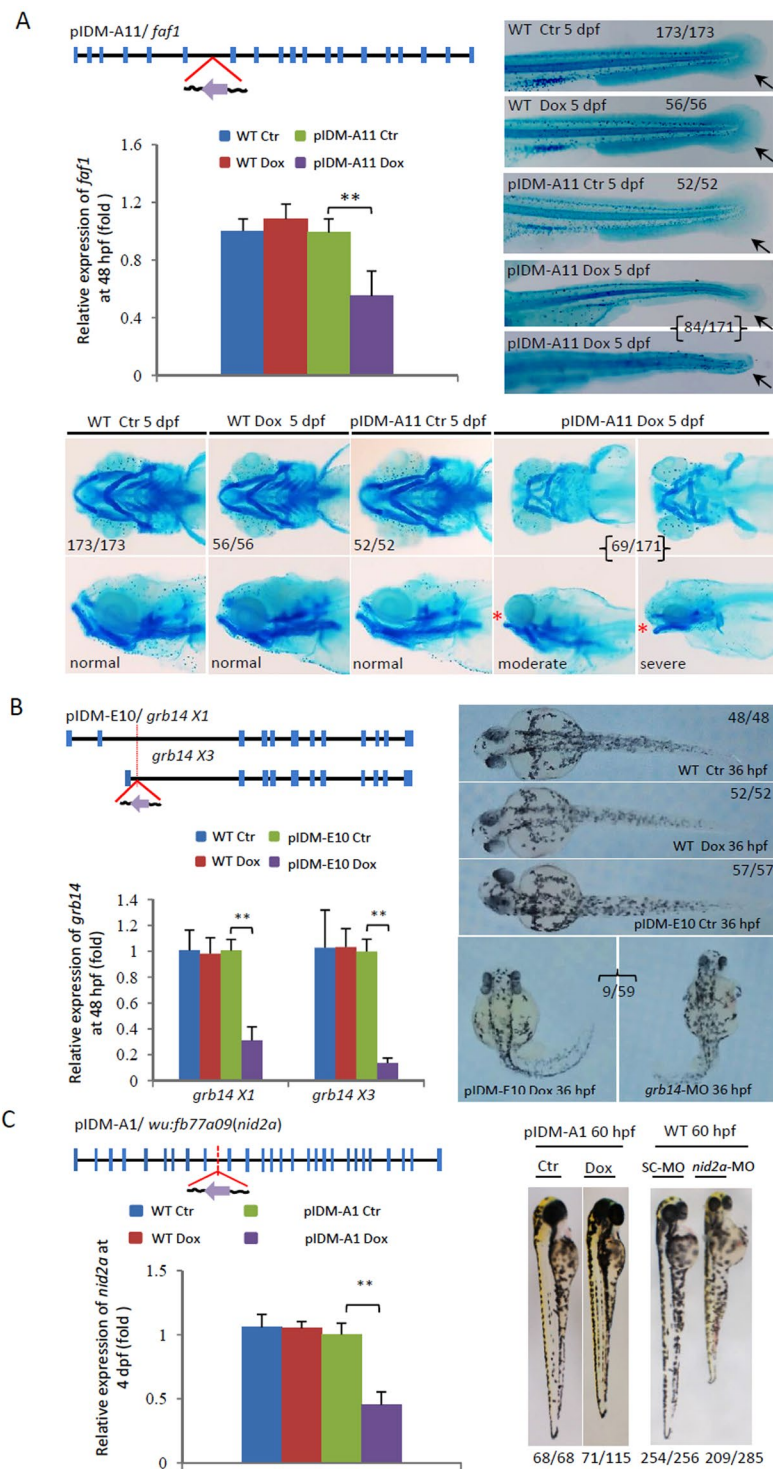 A
pIDM-A11/ faf1
WT Ctr
pIDM-A11 Ctr
WT Dox
pIDM-A11 Dox
Relative expression of faf1
at 48 hpf (fold)
1.6
1.2
0.8
0.4
0
**
WT Ctr 5 dpf 173/173
WT Dox 5 dpf 56/56
pIDM-A11 Ctr 5 dpf 52/52
pIDM-A11 Dox 5 dpf
84/171
pIDM-A11 Dox 5 dpf
WT Ctr 5 dpf
WT Dox 5 dpf
pIDM-A11 Ctr 5 dpf
pIDM-A11 Dox 5 dpf
173/173
56/56
52/52
69/171
*
*
normal
normal
normal
moderate
severe
B
pIDM-E10/ grb14 X1
grb14 X3
WT Ctr
pIDM-E10 Ctr
WT Dox
pIDM-E10 Dox
Relative expression of grb14
at 48 hpf (fold)
1.4
1.2
1
0.8
0.6
0.4
0.2
0
**
**
grb14 X1
grb14 X3
48/48
WT Ctr 36 hpf
52/52
WT Dox 36 hpf
57/57
pIDM-E10 Ctr 36 hpf
9/59
pIDM-E10 Dox 36 hpf
grb14-MO 36 hpf
C
pIDM-A1/ wu:fb77a09(nid2a)
WT Ctr
pIDM-A1 Ctr
WT Dox
pIDM-A1 Dox
Relative expression of nid2a at
4 dpf (fold )
1.5
1
0.5
0
**
pIDM-A1 60 hpf
WT 60 hpf
Ctr
Dox
SC-MO
nid2a-MO
68/68
71/115
254/256
209/285